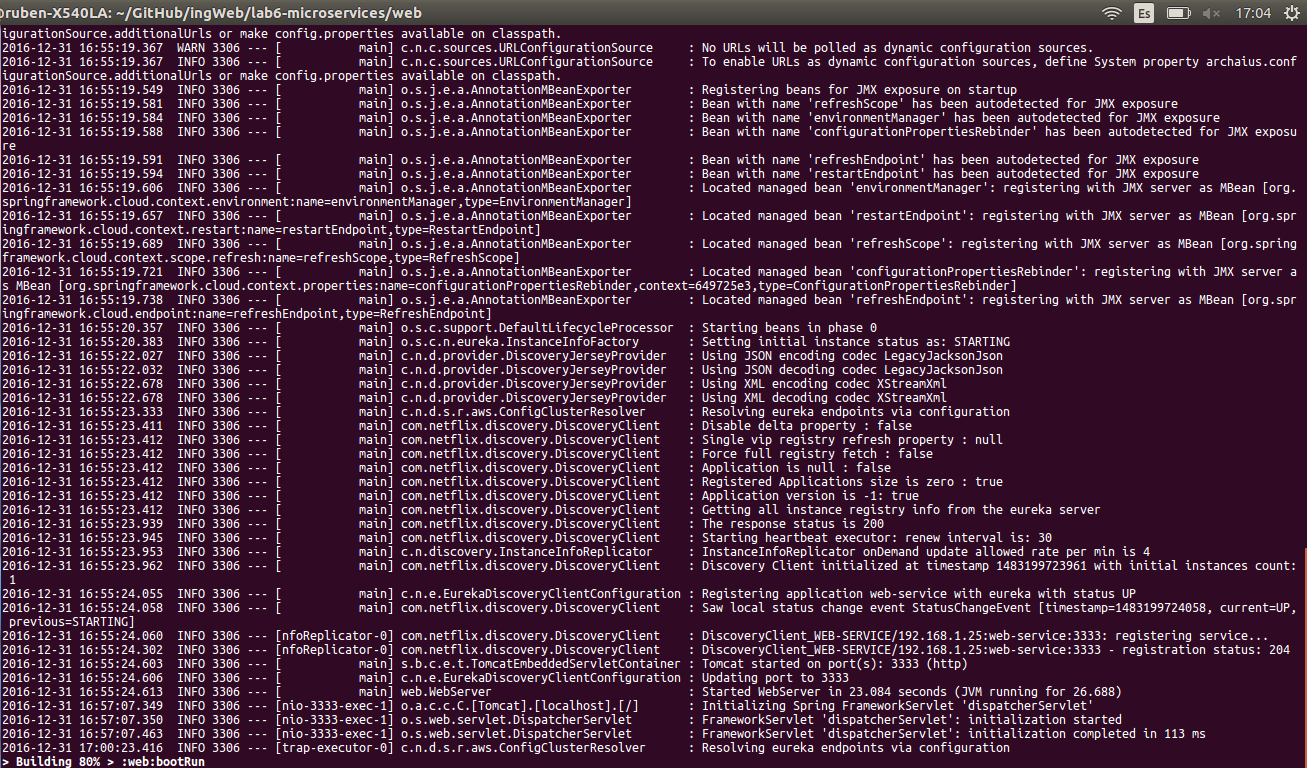 ruben-X540LA: ~/GitHub/ingWeb/lab6-microservices/web Es 17:04
igurationSource.additionalUrls or make config.properties available on classpath.
2016-12-31 16:55:19.367  WARN 3306 --- [           main] c.n.c.sources.URLConfigurationSource     : No URLs will be polled as dynamic configuration sources.
2016-12-31 16:55:19.367  INFO 3306 --- [           main] c.n.c.sources.URLConfigurationSource     : To enable URLs as dynamic configuration sources, define System property archaius.conf
igurationSource.additionalUrls or make config.properties available on classpath.
2016-12-31 16:55:19.549  INFO 3306 --- [           main] o.s.j.e.a.AnnotationMBeanExporter        : Registering beans for JMX exposure on startup
2016-12-31 16:55:19.581  INFO 3306 --- [           main] o.s.j.e.a.AnnotationMBeanExporter        : Bean with name 'refreshScope' has been autodetected for JMX exposure
2016-12-31 16:55:19.584  INFO 3306 --- [           main] o.s.j.e.a.AnnotationMBeanExporter        : Bean with name 'environmentManager' has been autodetected for JMX exposure
2016-12-31 16:55:19.588  INFO 3306 --- [           main] o.s.j.e.a.AnnotationMBeanExporter        : Bean with name 'configurationPropertiesRebinder' has been autodetected for JMX exposu
re
2016-12-31 16:55:19.591  INFO 3306 --- [           main] o.s.j.e.a.AnnotationMBeanExporter        : Bean with name 'refreshEndpoint' has been autodetected for JMX exposure
2016-12-31 16:55:19.594  INFO 3306 --- [           main] o.s.j.e.a.AnnotationMBeanExporter        : Bean with name 'restartEndpoint' has been autodetected for JMX exposure
2016-12-31 16:55:19.606  INFO 3306 --- [           main] o.s.j.e.a.AnnotationMBeanExporter        : Located managed bean 'environmentManager': registering with JMX server as MBean [org.
springframework.cloud.context.environment:name=environmentManager,type=EnvironmentManager]
2016-12-31 16:55:19.657  INFO 3306 --- [           main] o.s.j.e.a.AnnotationMBeanExporter        : Located managed bean 'restartEndpoint': registering with JMX server as MBean [org.spr
ingframework.cloud.context.restart:name=restartEndpoint,type=RestartEndpoint]
2016-12-31 16:55:19.689  INFO 3306 --- [           main] o.s.j.e.a.AnnotationMBeanExporter        : Located managed bean 'refreshScope': registering with JMX server as MBean [org.spring
framework.cloud.context.scope.refresh:name=refreshScope,type=RefreshScope]
2016-12-31 16:55:19.721  INFO 3306 --- [           main] o.s.j.e.a.AnnotationMBeanExporter        : Located managed bean 'configurationPropertiesRebinder': registering with JMX server a
s MBean [org.springframework.cloud.context.properties:name=configurationPropertiesRebinder,context=649725e3,type=ConfigurationPropertiesRebinder]
2016-12-31 16:55:19.738  INFO 3306 --- [           main] o.s.j.e.a.AnnotationMBeanExporter        : Located managed bean 'refreshEndpoint': registering with JMX server as MBean [org.spr
ingframework.cloud.endpoint:name=refreshEndpoint,type=RefreshEndpoint]
2016-12-31 16:55:20.357  INFO 3306 --- [           main] o.s.c.support.DefaultLifecycleProcessor  : Starting beans in phase 0
2016-12-31 16:55:20.383  INFO 3306 --- [           main] o.s.c.n.eureka.InstanceInfoFactory       : Setting initial instance status as: STARTING
2016-12-31 16:55:22.027  INFO 3306 --- [           main] c.n.d.provider.DiscoveryJerseyProvider   : Using JSON encoding codec LegacyJacksonJson
2016-12-31 16:55:22.032  INFO 3306 --- [           main] c.n.d.provider.DiscoveryJerseyProvider   : Using JSON decoding codec LegacyJacksonJson
2016-12-31 16:55:22.678  INFO 3306 --- [           main] c.n.d.provider.DiscoveryJerseyProvider   : Using XML encoding codec XStreamXml
2016-12-31 16:55:22.678  INFO 3306 --- [           main] c.n.d.provider.DiscoveryJerseyProvider   : Using XML decoding codec XStreamXml
2016-12-31 16:55:23.333  INFO 3306 --- [           main] c.n.d.s.r.aws.ConfigClusterResolver      : Resolving eureka endpoints via configuration
2016-12-31 16:55:23.411  INFO 3306 --- [           main] com.netflix.discovery.DiscoveryClient    : Disable delta property : false
2016-12-31 16:55:23.412  INFO 3306 --- [           main] com.netflix.discovery.DiscoveryClient    : Single vip registry refresh property : null
2016-12-31 16:55:23.412  INFO 3306 --- [           main] com.netflix.discovery.DiscoveryClient    : Force full registry fetch : false
2016-12-31 16:55:23.412  INFO 3306 --- [           main] com.netflix.discovery.DiscoveryClient    : Application is null : false
2016-12-31 16:55:23.412  INFO 3306 --- [           main] com.netflix.discovery.DiscoveryClient    : Registered Applications size is zero : true
2016-12-31 16:55:23.412  INFO 3306 --- [           main] com.netflix.discovery.DiscoveryClient    : Application version is -1: true
2016-12-31 16:55:23.412  INFO 3306 --- [           main] com.netflix.discovery.DiscoveryClient    : Getting all instance registry info from the eureka server
2016-12-31 16:55:23.939  INFO 3306 --- [           main] com.netflix.discovery.DiscoveryClient    : The response status is 200
2016-12-31 16:55:23.945  INFO 3306 --- [           main] com.netflix.discovery.DiscoveryClient    : Starting heartbeat executor: renew interval is: 30
2016-12-31 16:55:23.953  INFO 3306 --- [           main] c.n.discovery.InstanceInfoReplicator     : InstanceInfoReplicator onDemand update allowed rate per min is 4
2016-12-31 16:55:23.962  INFO 3306 --- [           main] com.netflix.discovery.DiscoveryClient    : Discovery Client initialized at timestamp 1483199723961 with initial instances count:
 1
2016-12-31 16:55:24.055  INFO 3306 --- [           main] c.n.e.EurekaDiscoveryClientConfiguration : Registering application web-service with eureka with status UP
2016-12-31 16:55:24.058  INFO 3306 --- [           main] com.netflix.discovery.DiscoveryClient    : Saw local status change event StatusChangeEvent [timestamp=1483199724058, current=UP,
 previous=STARTING]
2016-12-31 16:55:24.060  INFO 3306 --- [nfoReplicator-0] com.netflix.discovery.DiscoveryClient    : DiscoveryClient_WEB-SERVICE/192.168.1.25:web-service:3333: registering service...
2016-12-31 16:55:24.302  INFO 3306 --- [nfoReplicator-0] com.netflix.discovery.DiscoveryClient    : DiscoveryClient_WEB-SERVICE/192.168.1.25:web-service:3333 - registration status: 204
2016-12-31 16:55:24.603  INFO 3306 --- [           main] s.b.c.e.t.TomcatEmbeddedServletContainer : Tomcat started on port(s): 3333 (http)
2016-12-31 16:55:24.606  INFO 3306 --- [           main] c.n.e.EurekaDiscoveryClientConfiguration : Updating port to 3333
2016-12-31 16:55:24.613  INFO 3306 --- [           main] web.WebServer                            : Started WebServer in 23.084 seconds (JVM running for 26.688)
2016-12-31 16:57:07.349  INFO 3306 --- [nio-3333-exec-1] o.a.c.c.C.[Tomcat].[localhost].[/]       : Initializing Spring FrameworkServlet 'dispatcherServlet'
2016-12-31 16:57:07.350  INFO 3306 --- [nio-3333-exec-1] o.s.web.servlet.DispatcherServlet        : FrameworkServlet 'dispatcherServlet': initialization started
2016-12-31 16:57:07.463  INFO 3306 --- [nio-3333-exec-1] o.s.web.servlet.DispatcherServlet        : FrameworkServlet 'dispatcherServlet': initialization completed in 113 ms
2016-12-31 17:00:23.416  INFO 3306 --- [trap-executor-0] c.n.d.s.r.aws.ConfigClusterResolver      : Resolving eureka endpoints via configuration
> Building 80% > :web:bootRun